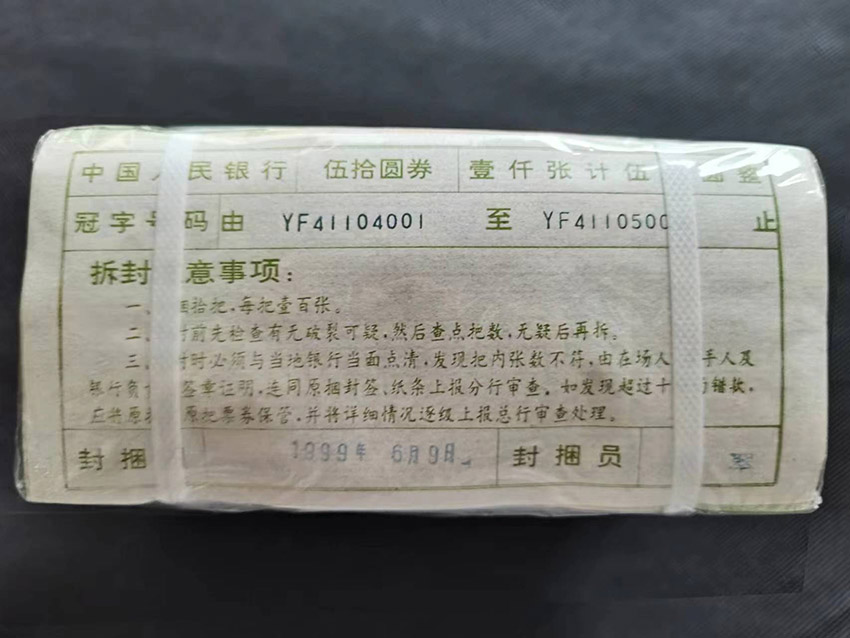 中国人民银行 伍拾圆券 壹仟张计伍圆整
冠字号码由 YF41104001 至 YF4110500 止
拆封意事项：
一、捆拾把，每把壹百张。
二、封前先检查有无破裂可疑，然后查点把数，无疑后再拆。
三、封时必须与当地银行当面点清，发现把内张数不符，由在场人手人及
银行负签章证明，连同原捆封签、纸条上报分行审查。如发现超过十的错款，
应将原原把票券保管，并将详细情况逐级上报总行审查处理。
封捆 1999年 6月9日 封捆员